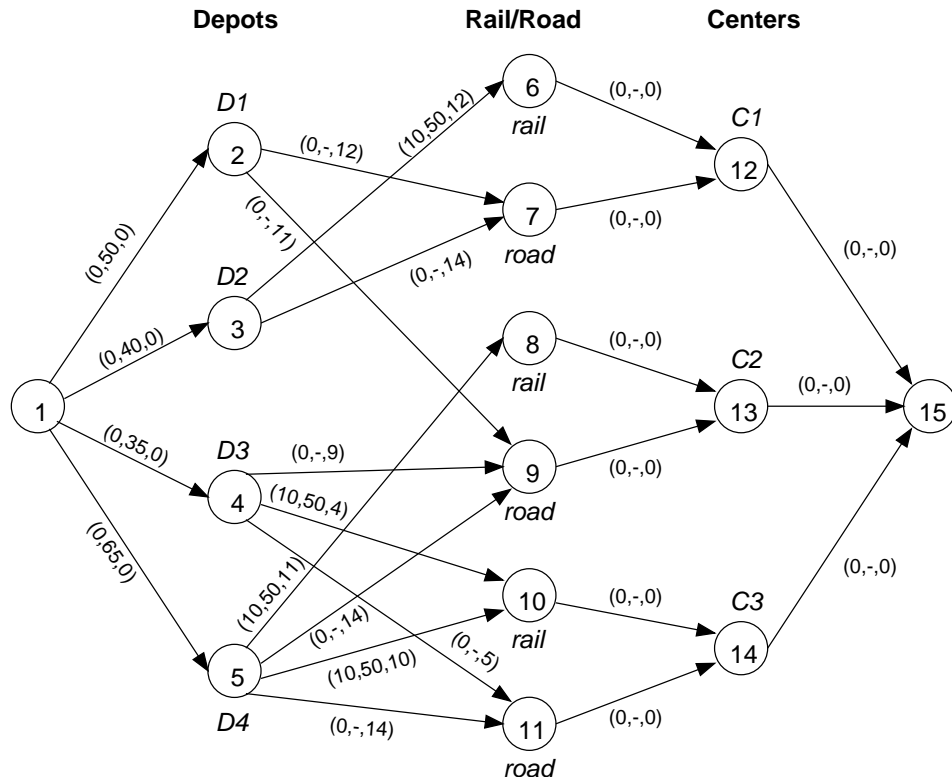 Depots Rail/Road Centers
6
rail
(0,-,0)
D1
2
(0,-,12)
(10,50,12)
C1
12
7
road
(0,-,0)
(0,-,11)
(0,50,0)
(0,-,14)
(0,-,0)
D2
3
(0,40,0)
8
rail
(0,-,0)
C2
13
(0,-,0)
1
15
(0,35,0)
D3
4
(0,-,9)
9
road
(0,-,0)
(10,50,4)
(0,65,0)
(10,50,11)
(0,-,14)
10
rail
(0,-,0)
C3
14
(0,-,0)
(0,-,5)
5
D4
(10,50,10)
(0,-,14)
11
road
(0,-,0)